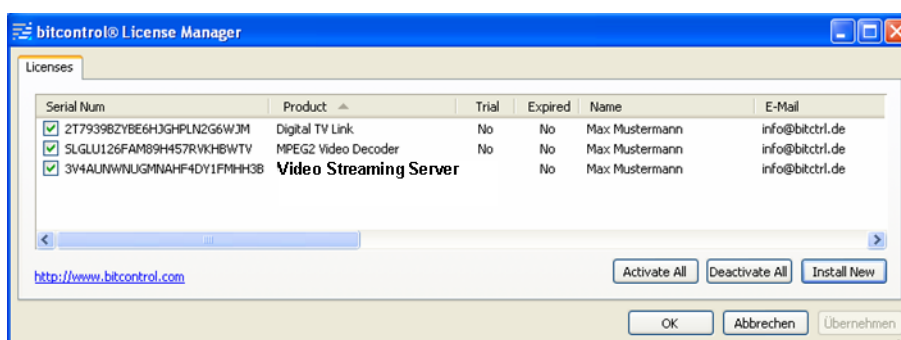 bitcontrol® License Manager
Licenses
Serial Num Product Trial Expired Name E-Mail
2T7939BZYBE6HJGHPLN2G6WJM Digital TV Link No No Max Mustermann info@bitctrl.de
SLGLU126FAM89H457RVKHBWTV MPEG2 Video Decoder No No Max Mustermann info@bitctrl.de
3V4AUNWNUGMNAHF4DY1FMHH3B Video Streaming Server No Max Mustermann info@bitctrl.de
http://www.bitcontrol.com Activate All Deactivate All Install New
OK Abbrechen Übernehmen